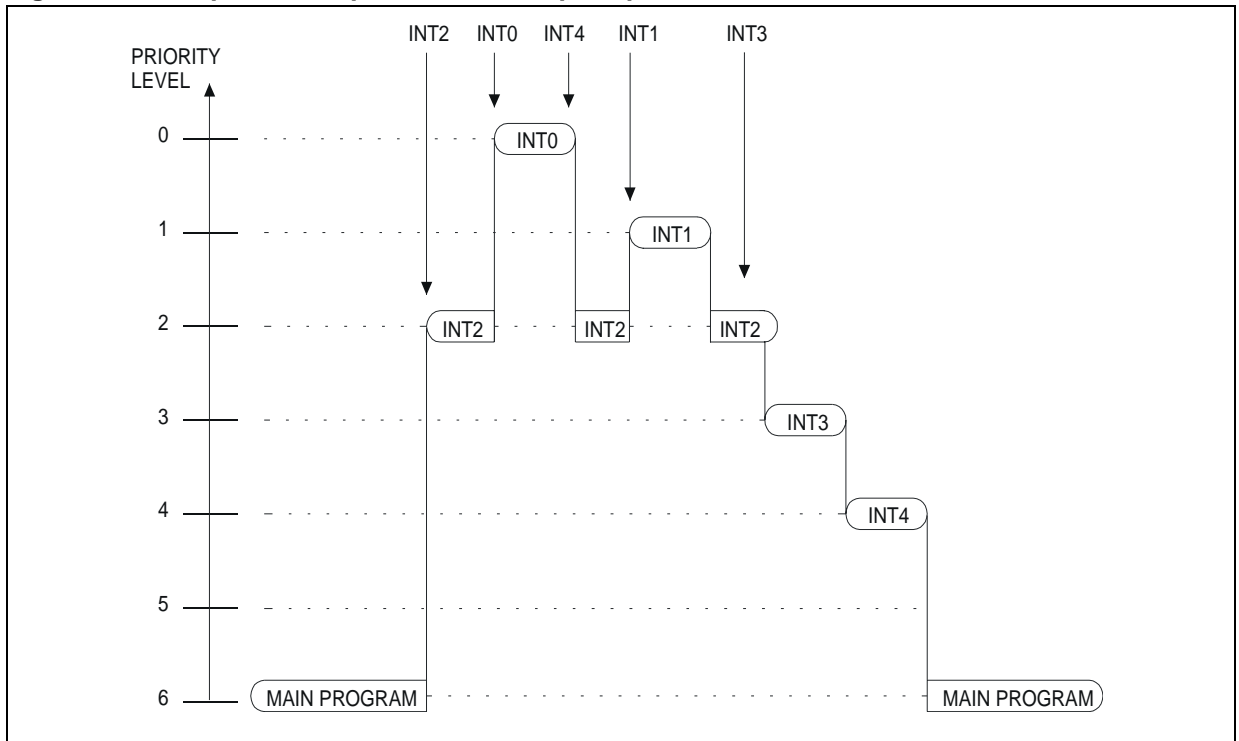 INT2 INT0 INT4 INT1 INT3
PRIORITY
LEVEL
0 INT0
1 INT1
2 INT2 INT2 INT2
3 INT3
4 INT4
5
6 MAIN PROGRAM MAIN PROGRAM